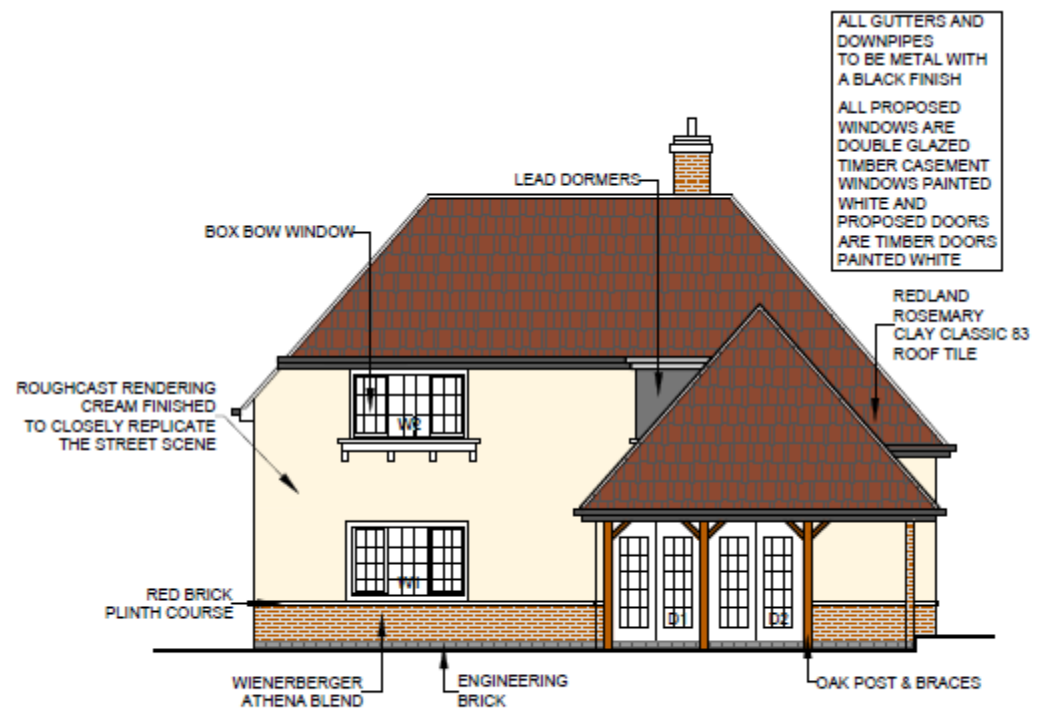 ALL GUTTERS AND
DOWNPIPES
TO BE METAL WITH
A BLACK FINISH
ALL PROPOSED
WINDOWS ARE
DOUBLE GLAZED
TIMBER CASEMENT
WINDOWS PAINTED
WHITE AND
PROPOSED DOORS
ARE TIMBER DOORS
PAINTED WHITE
LEAD DORMERS
BOX BOW WINDOW
REDLAND
ROSEMARY
CLAY CLASSIC 83
ROOF TILE
ROUGHCAST RENDERING
CREAM FINISHED
TO CLOSELY REPLICATE
THE STREET SCENE
W2
W1
RED BRICK
PLINTH COURSE
D1
D2
WIENERBERGER
ATHENA BLEND
ENGINEERING
BRICK
OAK POST & BRACES